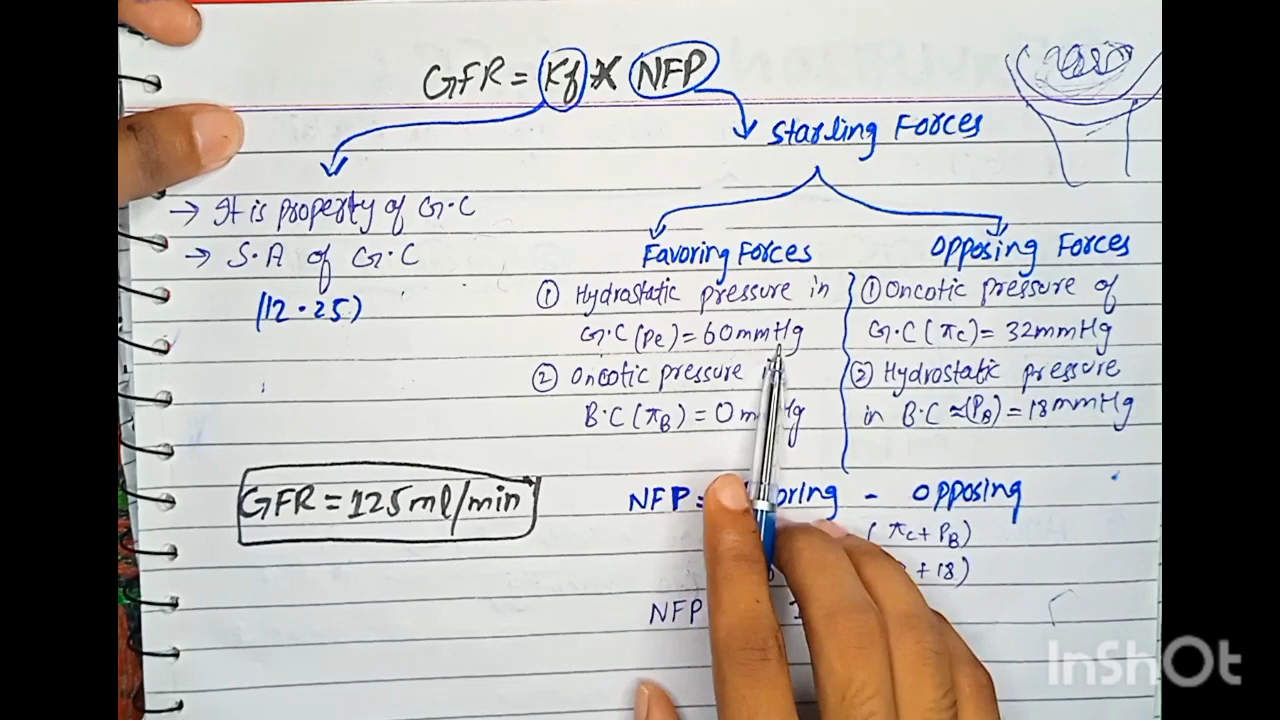 GFR = Kf * NFP
Starling Forces
→ It is property of G.C
→ S.A of G.C
(12.25)
Favoring Forces
① Hydrostatic pressure in
G.C (Pc) = 60mmHg
② Oncotic pressure
B.C (πB) = 0 mmHg
Opposing Forces
① Oncotic pressure of
G.C (πc) = 32mmHg
② Hydrostatic pressure
in B.C ≈(PB) = 18mmHg
GFR = 125ml/min
NFP = - opposing
(πc + PB)
+ 18)
NFP
InShOt